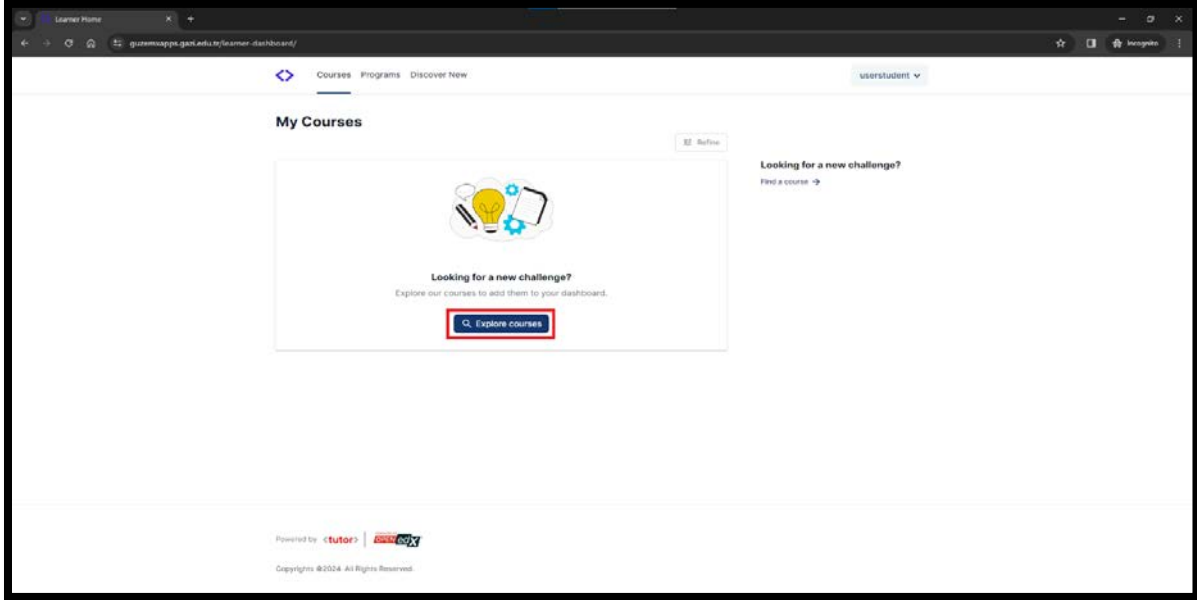 Learner Home
guzemxapps.gazi.edu.tr/learner-dashboard/
Incognito
Courses Programs Discover New
userstudent
My Courses
Refine
Looking for a new challenge?
Find a course →
Looking for a new challenge?
Explore our courses to add them to your dashboard.
Explore courses
Powered by <tutor> OPEN edX
Copyrights @2024 All Rights Reserved.